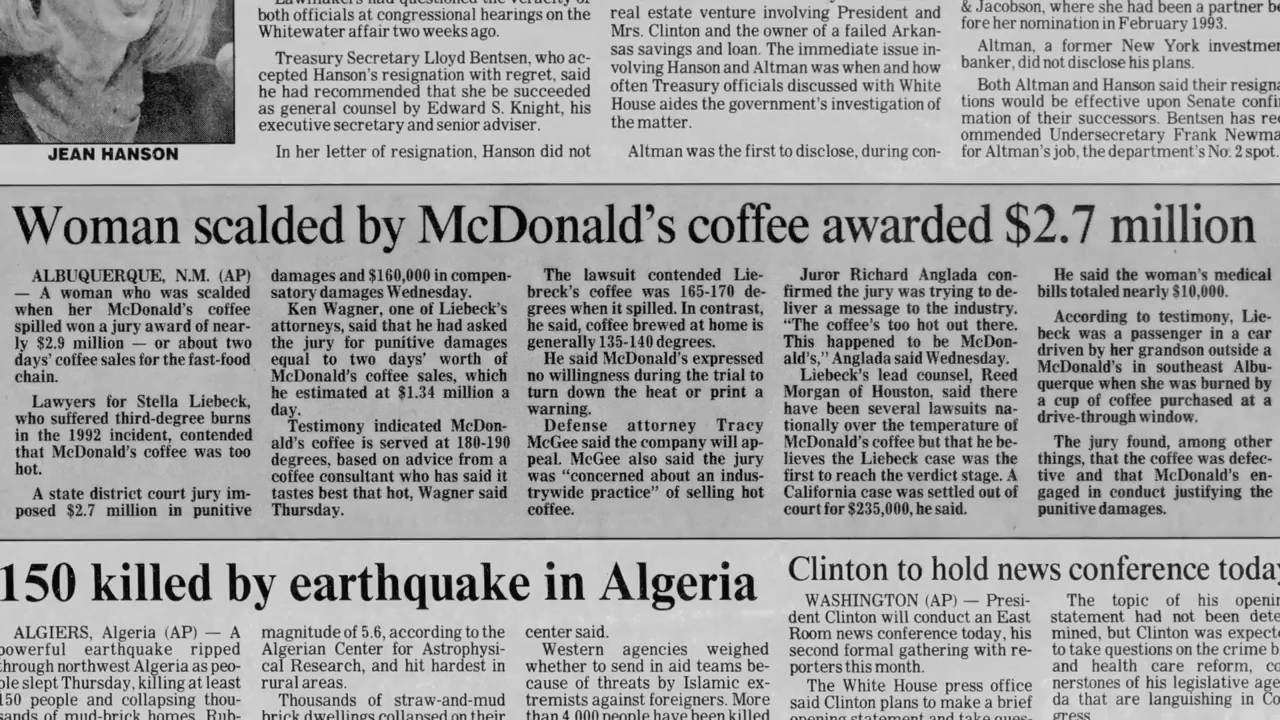 Lawmakers had questioned the veracity of
both officials at congressional hearings on the
Whitewater affair two weeks ago.
Treasury Secretary Lloyd Bentsen, who ac-
cepted Hanson's resignation with regret, said
he had recommended that she be succeeded
as general counsel by Edward S. Knight, his
executive secretary and senior adviser.
In her letter of resignation, Hanson did not
real estate venture involving President and
Mrs. Clinton and the owner of a failed Arkan-
sas savings and loan. The immediate issue in-
volving Hanson and Altman was when and how
often Treasury officials discussed with White
House aides the government's investigation of
the matter.
Altman was the first to disclose, during con-
& Jacobson, where she had been a partner be
fore her nomination in February 1993.
Altman, a former New York investmen
banker, did not disclose his plans.
Both Altman and Hanson said their resigna
tions would be effective upon Senate confir
mation of their successors. Bentsen has rec
ommended Undersecretary Frank Newma
for Altman's job, the department's No. 2 spot.
JEAN HANSON
Woman scalded by McDonald's coffee awarded $2.7 million
ALBUQUERQUE, N.M. (AP)
— A woman who was scalded
when her McDonald's coffee
spilled won a jury award of near-
ly $2.9 million — or about two
days' coffee sales for the fast-food
chain.
Lawyers for Stella Liebeck,
who suffered third-degree burns
in the 1992 incident, contended
that McDonald's coffee was too
hot.
A state district court jury im-
posed $2.7 million in punitive
damages and $160,000 in compen-
satory damages Wednesday.
Ken Wagner, one of Liebeck's
attorneys, said that he had asked
the jury for punitive damages
equal to two days' worth of
McDonald's coffee sales, which
he estimated at $1.34 million a
day.
Testimony indicated McDon-
ald's coffee is served at 180-190
degrees, based on advice from a
coffee consultant who has said it
tastes best that hot, Wagner said
Thursday.
The lawsuit contended Lie-
breck's coffee was 165-170 de-
grees when it spilled. In contrast,
he said, coffee brewed at home is
generally 135-140 degrees.
He said McDonald's expressed
no willingness during the trial to
turn down the heat or print a
warning.
Defense attorney Tracy
McGee said the company will ap-
peal. McGee also said the jury
was "concerned about an indus-
trywide practice" of selling hot
coffee.
Juror Richard Anglada con-
firmed the jury was trying to de-
liver a message to the industry.
"The coffee's too hot out there.
This happened to be McDon-
ald's," Anglada said Wednesday.
Liebeck's lead counsel, Reed
Morgan of Houston, said there
have been several lawsuits na-
tionally over the temperature of
McDonald's coffee but that he be-
lieves the Liebeck case was the
first to reach the verdict stage. A
California case was settled out of
court for $235,000, he said.
He said the woman's medical
bills totaled nearly $10,000.
According to testimony, Lie-
beck was a passenger in a car
driven by her grandson outside a
McDonald's in southeast Albu-
querque when she was burned by
a cup of coffee purchased at a
drive-through window.
The jury found, among other
things, that the coffee was defec-
tive and that McDonald's en-
gaged in conduct justifying the
punitive damages.
150 killed by earthquake in Algeria
ALGIERS, Algeria (AP) — A
powerful earthquake ripped
through northwest Algeria as peo-
ple slept Thursday, killing at least
150 people and collapsing thou-
sands of mud-brick homes. Rub-
magnitude of 5.6, according to the
Algerian Center for Astrophysi-
cal Research, and hit hardest in
rural areas.
Thousands of straw-and-mud
brick dwellings collapsed on their
center said.
Western agencies weighed
whether to send in aid teams be-
cause of threats by Islamic ex-
tremists against foreigners. More
than 4,000 people have been killed
Clinton to hold news conference today
WASHINGTON (AP) — Presi-
dent Clinton will conduct an East
Room news conference today, his
second formal gathering with re-
porters this month.
The White House press office
said Clinton plans to make a brief
opening statement and take ques-
The topic of his openin
statement had not been dete
mined, but Clinton was expecte
to take questions on the crime b
and health care reform, co
nerstones of his legislative age
da that are languishing in Co
gress